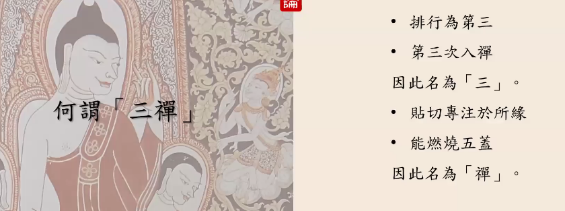 何謂「三禪」
• 排行為第三
• 第三次入禪
因此名為「三」。
• 貼切專注於所緣
• 能燃燒五蓋
因此名為「禪」。